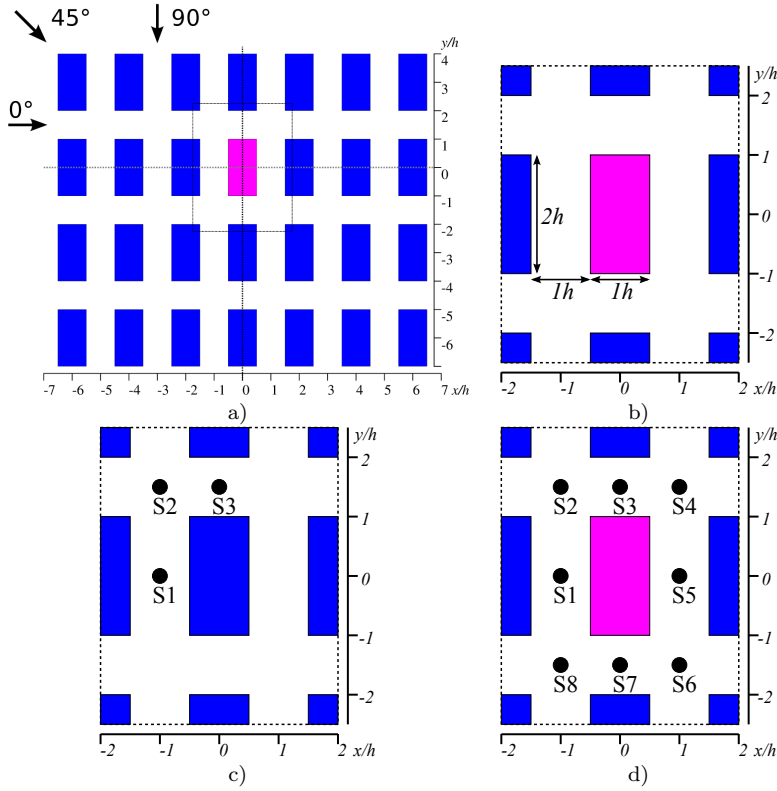 45°
90°
0°
y/h
4
3
2
1
0
-1
-2
-3
-4
-5
-6
-7 -6 -5 -4 -3 -2 -1 0 1 2 3 4 5 6 7 x/h
a)
y/h
2
1
0
-1
-2
2h
1h 1h
-2 -1 0 1 2 x/h
b)
y/h
2
1
0
-1
-2
S2 S3
S1
-2 -1 0 1 2 x/h
c)
y/h
2
1
0
-1
-2
S2 S3 S4
S1 S5
S8 S7 S6
-2 -1 0 1 2 x/h
d)